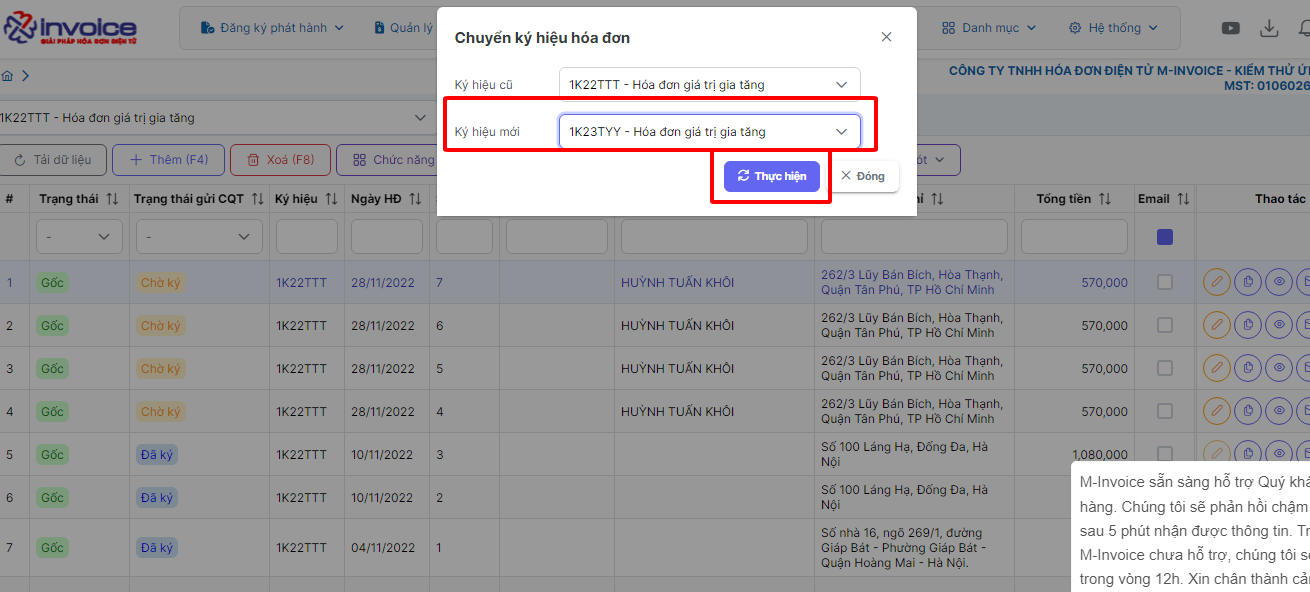 invoice
GIẢI PHÁP HÓA ĐƠN ĐIỆN TỬ
Đăng ký phát hành
Quản lý
Danh mục
Hệ thống
CÔNG TY TNHH HÓA ĐƠN ĐIỆN TỬ M-INVOICE - KIỂM THỬ
MST: 0106026
Chuyển ký hiệu hóa đơn
Ký hiệu cũ
1K22TTT - Hóa đơn giá trị gia tăng
Ký hiệu mới
1K23TYY - Hóa đơn giá trị gia tăng
Thực hiện
Đóng
1K22TTT - Hóa đơn giá trị gia tăng
Tải dữ liệu
Thêm (F4)
Xoá (F8)
Chức năng
# Trạng thái Trạng thái gửi CQT Ký hiệu Ngày HĐ Tổng tiền Email Thao tác
- -
1 Gốc Chờ ký 1K22TTT 28/11/2022 7 HUỲNH TUẤN KHÔI 262/3 Lũy Bán Bích, Hòa Thạnh, 570,000
Quận Tân Phú, TP Hồ Chí Minh
2 Gốc Chờ ký 1K22TTT 28/11/2022 6 HUỲNH TUẤN KHÔI 262/3 Lũy Bán Bích, Hòa Thạnh, 570,000
Quận Tân Phú, TP Hồ Chí Minh
3 Gốc Chờ ký 1K22TTT 28/11/2022 5 HUỲNH TUẤN KHÔI 262/3 Lũy Bán Bích, Hòa Thạnh, 570,000
Quận Tân Phú, TP Hồ Chí Minh
4 Gốc Chờ ký 1K22TTT 28/11/2022 4 HUỲNH TUẤN KHÔI 262/3 Lũy Bán Bích, Hòa Thạnh, 570,000
Quận Tân Phú, TP Hồ Chí Minh
5 Gốc Đã ký 1K22TTT 10/11/2022 3 Số 100 Láng Hạ, Đống Đa, Hà 1,080,000
Nội
6 Gốc Đã ký 1K22TTT 10/11/2022 2 Số 100 Láng Hạ, Đống Đa, Hà
Nội
7 Gốc Đã ký 1K22TTT 04/11/2022 1 Số nhà 16, ngõ 269/1, đường
Giáp Bát - Phường Giáp Bát -
Quận Hoàng Mai - Hà Nội.
M-Invoice sẵn sàng hỗ trợ Quý khá
hàng. Chúng tôi sẽ phản hồi chậm
sau 5 phút nhận được thông tin. Tr
M-Invoice chưa hỗ trợ, chúng tôi sẽ
trong vòng 12h. Xin chân thành cảm